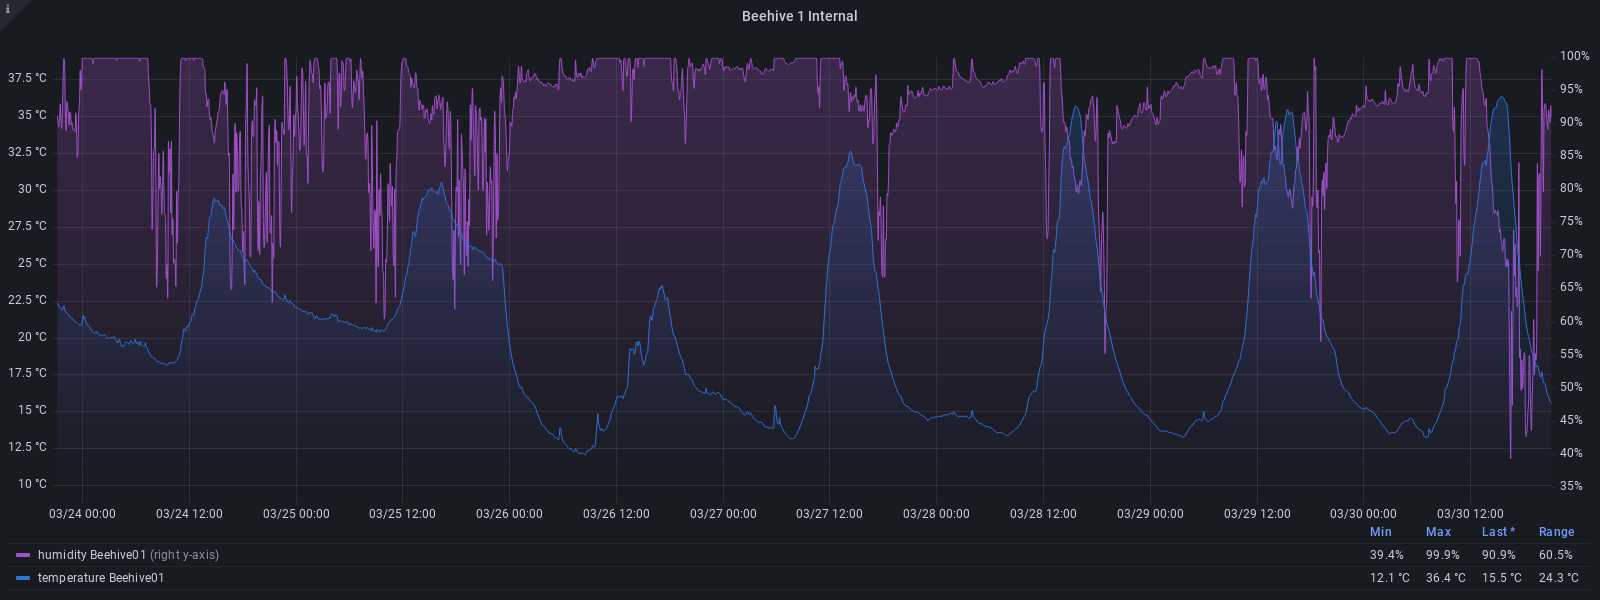 i
Beehive 1 Internal
100%
37.5 °C
95%
35 °C
90%
32.5 °C
85%
30 °C
80%
27.5 °C
75%
25 °C
70%
22.5 °C
65%
20 °C
60%
17.5 °C
55%
15 °C
50%
12.5 °C
45%
10 °C
40%
35%
03/24 00:00 03/24 12:00 03/25 00:00 03/25 12:00 03/26 00:00 03/26 12:00 03/27 00:00 03/27 12:00 03/28 00:00 03/28 12:00 03/29 00:00 03/29 12:00 03/30 00:00 03/30 12:00
Min Max Last * Range
humidity Beehive01 (right y-axis) 39.4% 99.9% 90.9% 60.5%
temperature Beehive01 12.1 °C 36.4 °C 15.5 °C 24.3 °C